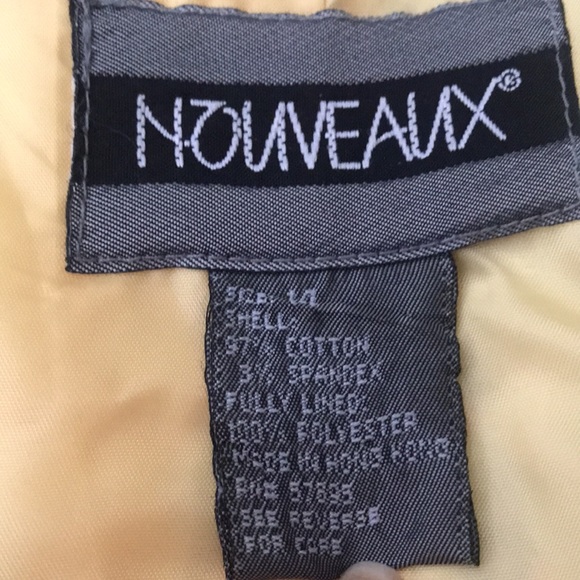 NOUVEAUX®
SIZE: 14
SHELL:
97% COTTON
3% SPANDEX
FULLY LINED:
100% POLYESTER
MADE IN HONG KONG
RN#
SEE REVERSE
FOR CARE